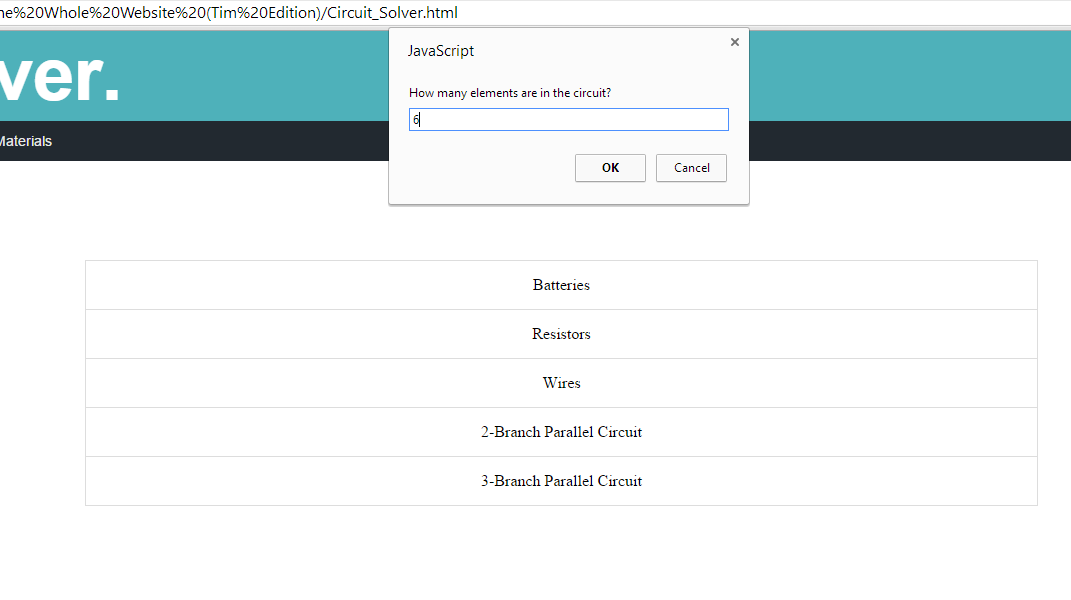 ne%20Whole%20Website%20(Tim%20Edition)/Circuit_Solver.html
JavaScript
ver.
How many elements are in the circuit?
6
Materials
OK Cancel
Batteries
Resistors
Wires
2-Branch Parallel Circuit
3-Branch Parallel Circuit